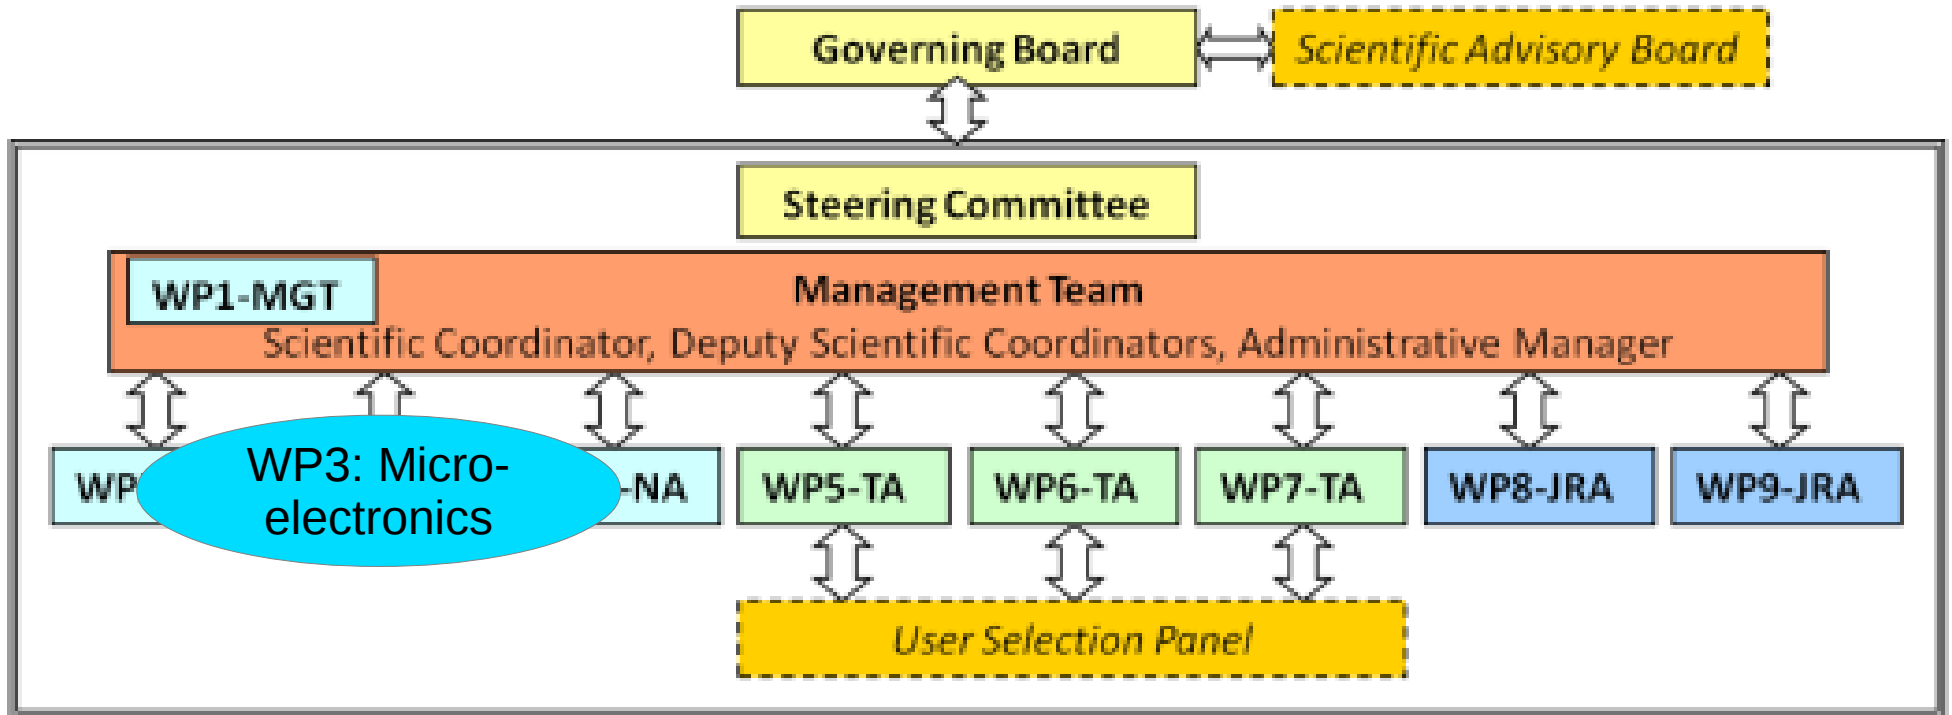 Governing Board
Scientific Advisory Board
Steering Committee
WP1-MGT
Management Team
Scientific Coordinator, Deputy Scientific Coordinators, Administrative Manager
WP
WP3: Micro-
electronics
-NA
WP5-TA
WP6-TA
WP7-TA
WP8-JRA
WP9-JRA
User Selection Panel